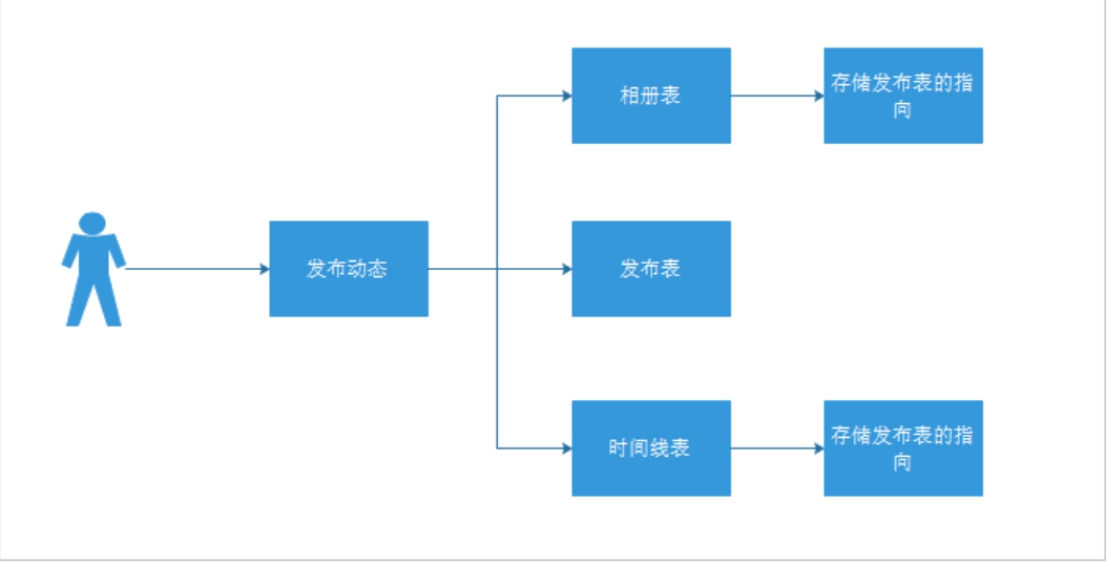 相册表
存储发布表的指
向
发布动态
发布表
时间线表
存储发布表的指
向